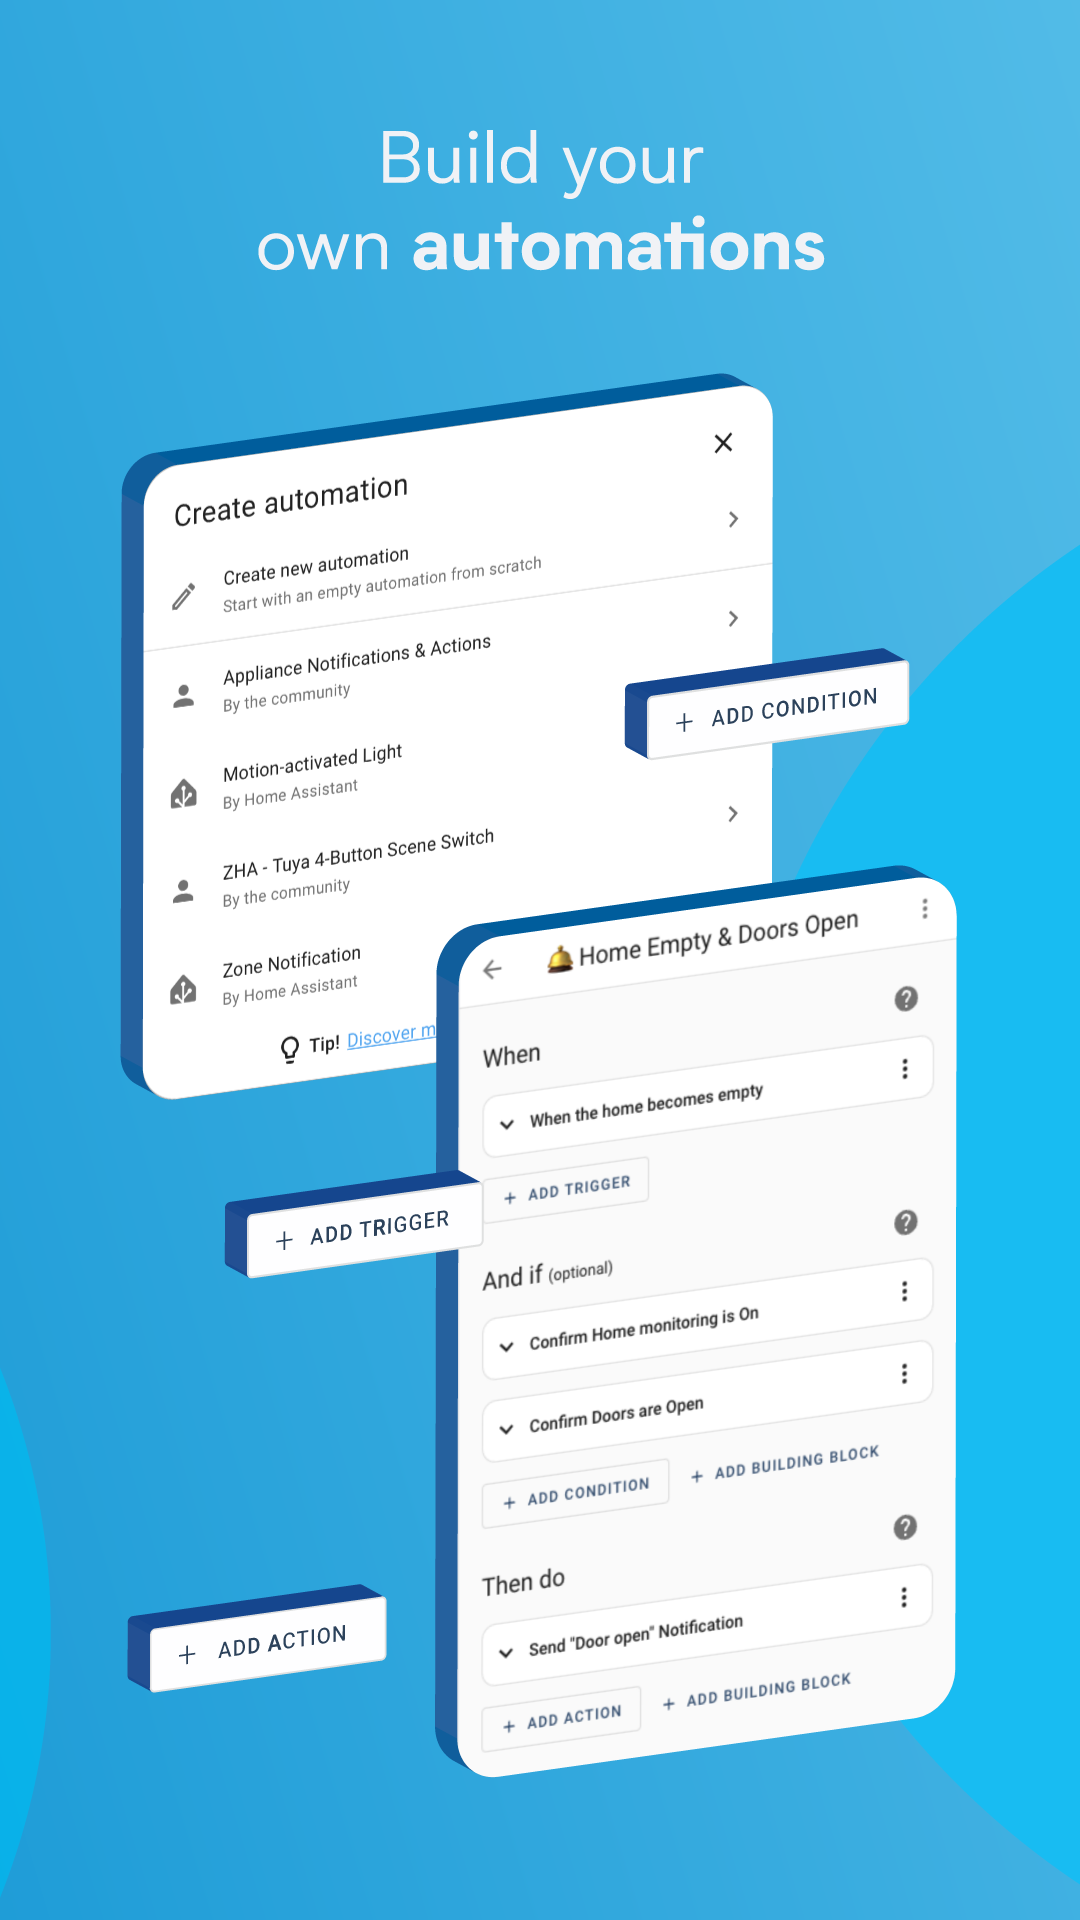 Build your
own automations
Create automation
Create new automation
Start with an empty automation from scratch
Appliance Notifications & Actions
By the community
+ ADD CONDITION
Motion-activated Light
By Home Assistant
ZHA - Tuya 4-Button Scene Switch
By the community
Zone Notification
By Home Assistant
Tip! Discover m
Home Empty & Doors Open
When
When the home becomes empty
+ ADD TRIGGER
+ ADD TRIGGER
And if (optional)
Confirm Home monitoring is On
Confirm Doors are Open
+ ADD CONDITION + ADD BUILDING BLOCK
Then do
Send "Door open" Notification
+ ADD ACTION
+ ADD ACTION + ADD BUILDING BLOCK